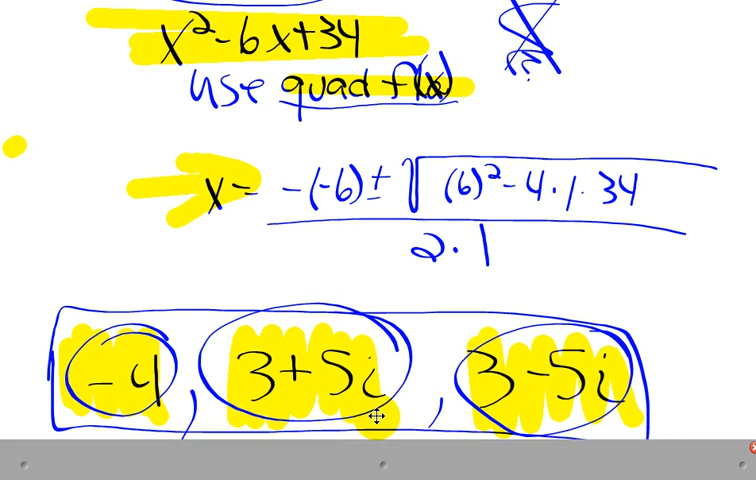 x²-6x+34
use quad f(x)
x = -(-6) ± √(6)² - 4 · 1 · 34
2 · 1
-4, 3+5i, 3-5i